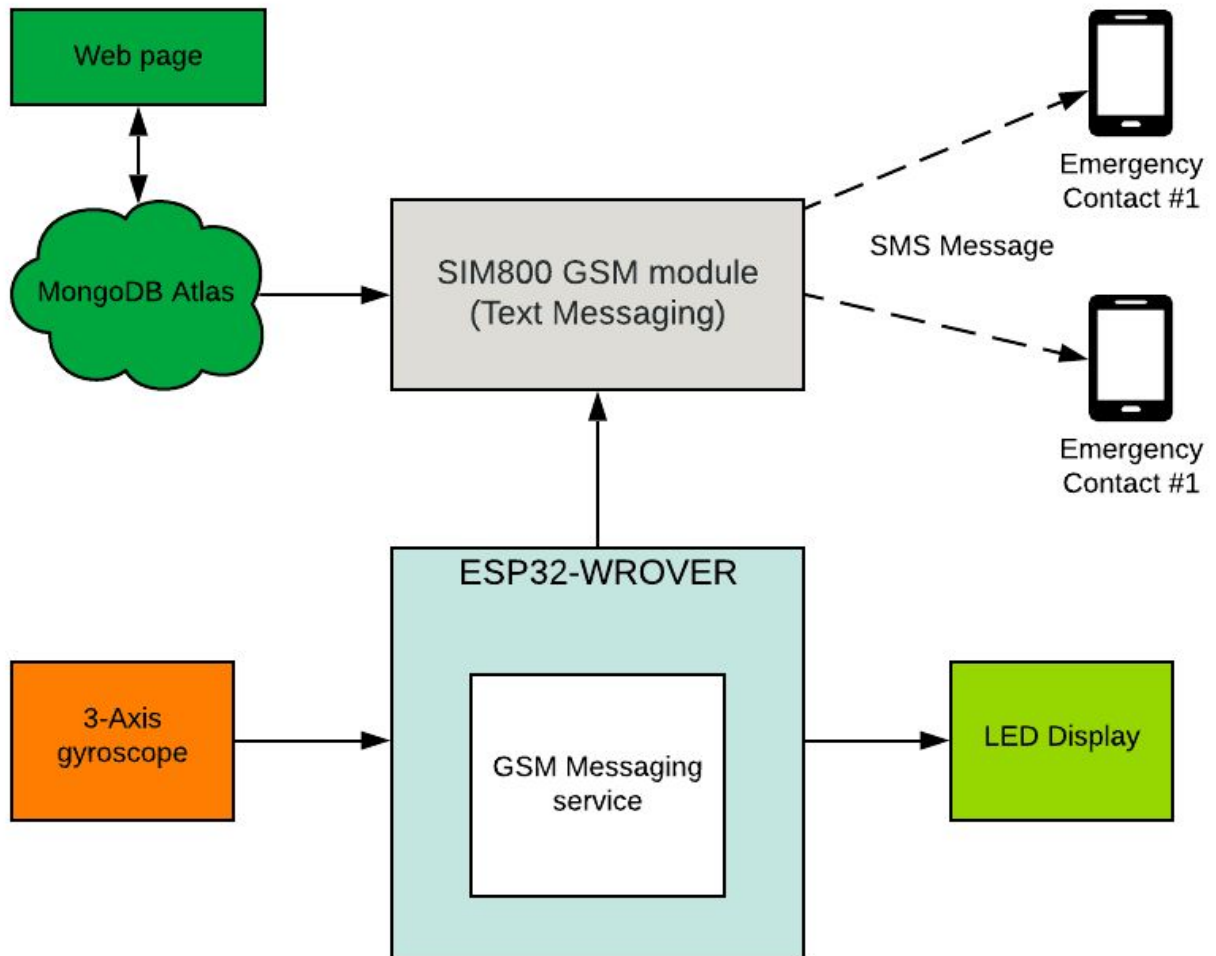 Web page
MongoDB Atlas
SIM800 GSM module
(Text Messaging)
SMS Message
Emergency
Contact #1
Emergency
Contact #1
ESP32-WROVER
3-Axis
gyroscope
GSM Messaging
service
LED Display